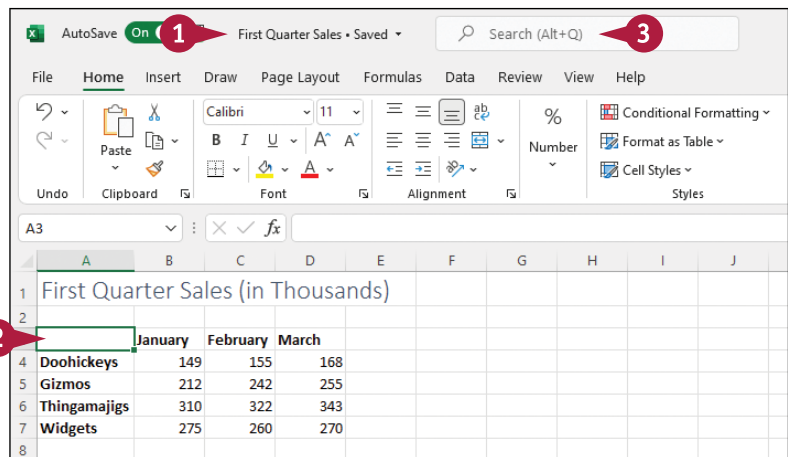 AutoSave On 1 First Quarter Sales • Saved Search (Alt+Q) 3
File Home Insert Draw Page Layout Formulas Data Review View Help
Calibri 11 ab c % Conditional Formatting
Paste B I U A A Number Format as Table
A Cell Styles
Undo Clipboard Font Alignment Styles
A3 fx
A B C D E F G H I J
1 First Quarter Sales (in Thousands)
2
2 January February March
4 Doohickeys 149 155 168
5 Gizmos 212 242 255
6 Thingamajigs 310 322 343
7 Widgets 275 260 270
8